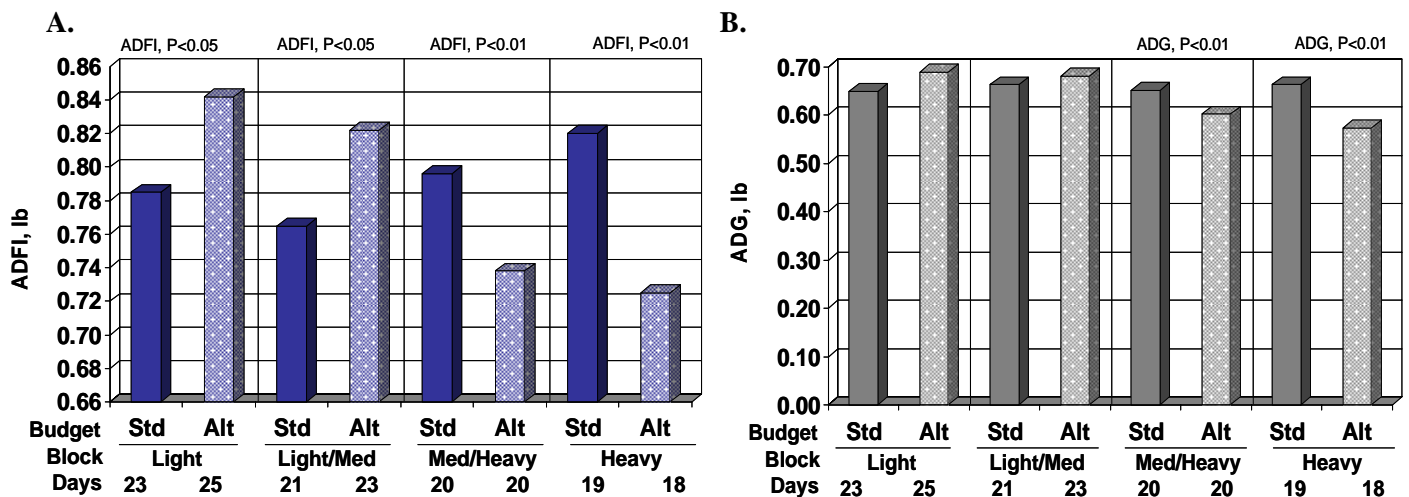 A.
ADFI, P<0.05 ADFI, P<0.05 ADFI, P<0.01 ADFI, P<0.01
0.86
0.84
0.82
0.80
0.78
0.76
0.74
0.72
0.70
0.68
0.66
ADFI, lb
Budget Std Alt Std Alt Std Alt Std Alt
Block Light Light/Med Med/Heavy Heavy
Days 23 25 21 23 20 20 19 18
B.
ADG, P<0.01 ADG, P<0.01
0.70
0.60
0.50
0.40
0.30
0.20
0.10
0.00
ADG, lb
Budget Std Alt Std Alt Std Alt Std Alt
Block Light Light/Med Med/Heavy Heavy
Days 23 25 21 23 20 20 19 18